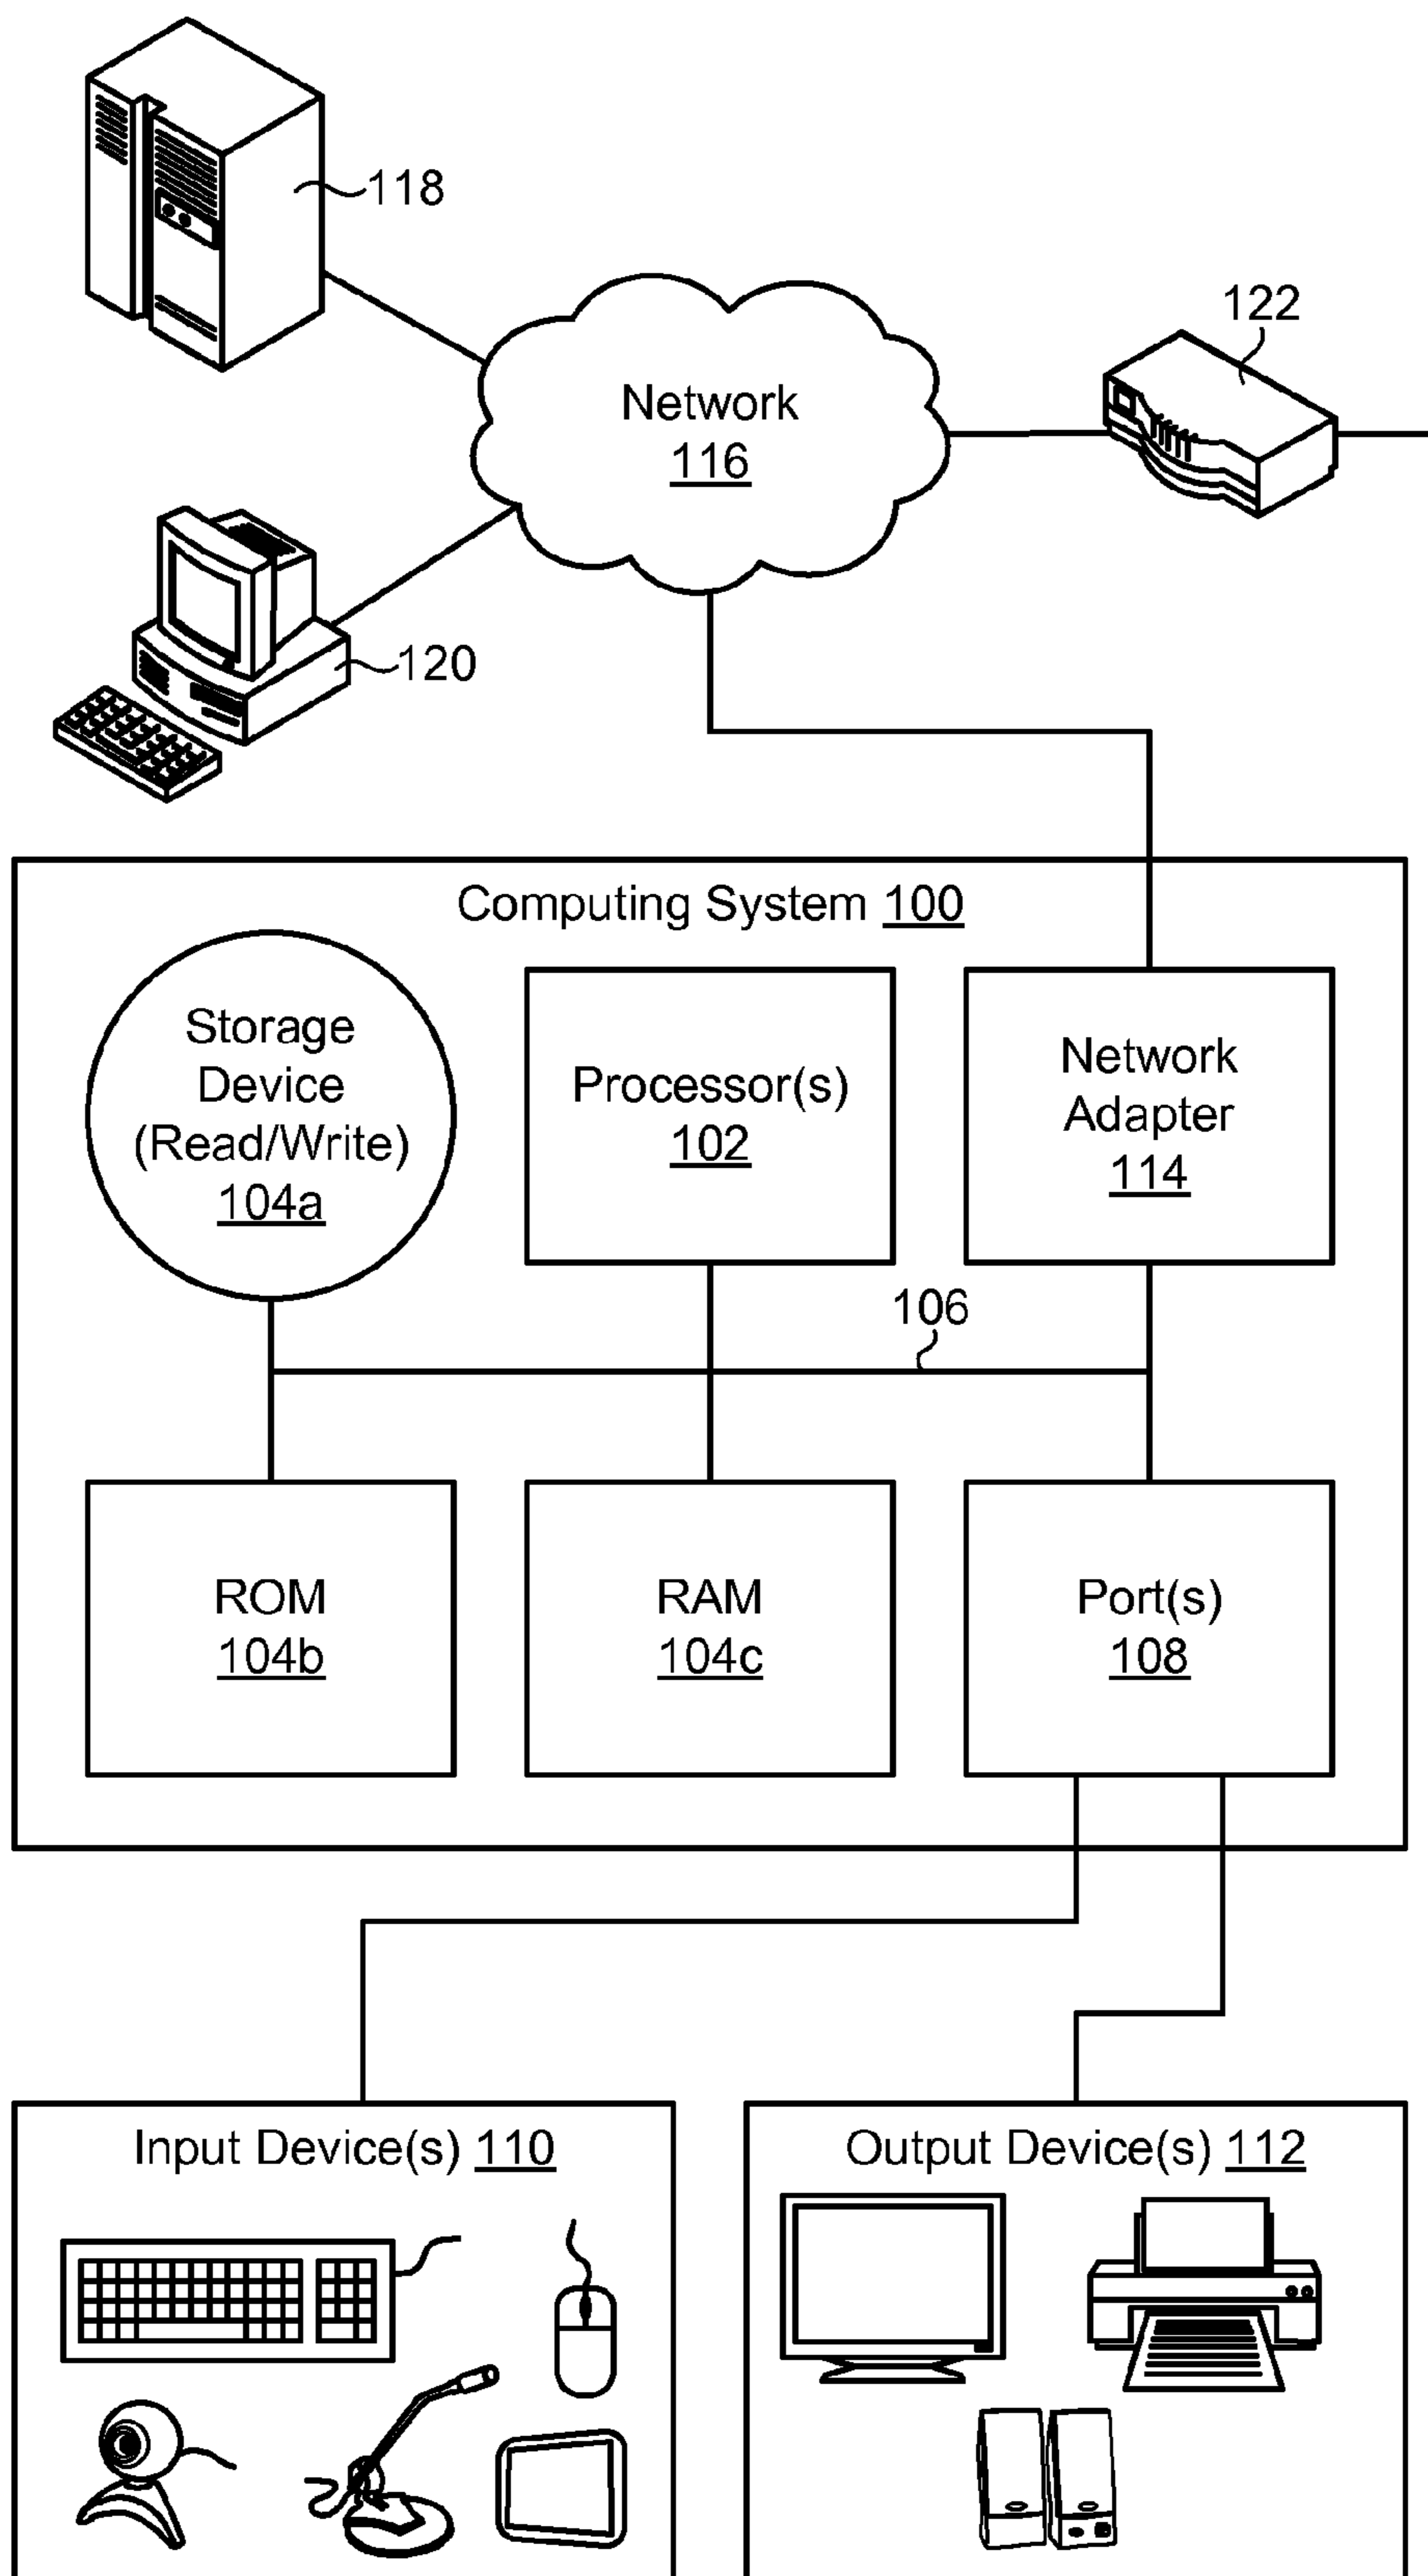 118
122
Network
116
120
Computing System 100
Storage
Device
(Read/Write)
104a
Processor(s)
102
Network
Adapter
114
106
ROM
104b
RAM
104c
Port(s)
108
Input Device(s) 110
Output Device(s) 112